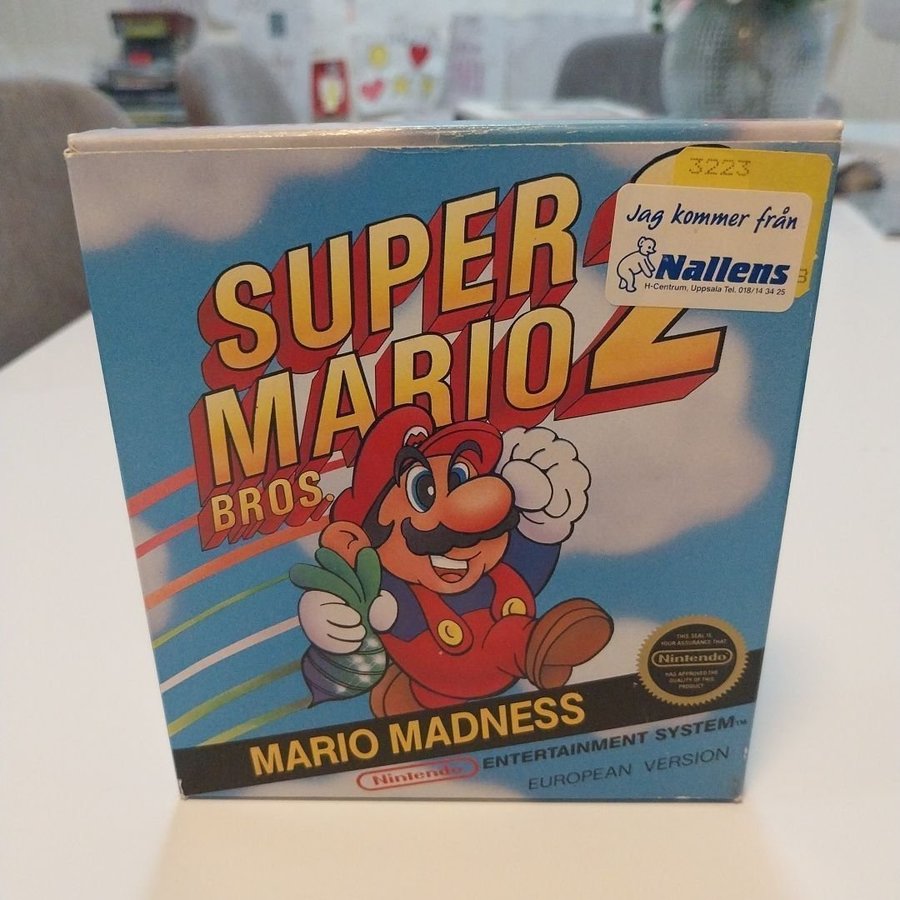 3223
Jag kommer från
Nallens
H-Centrum, Uppsala Tel. 018/14 34 25
SUPER
MARIO 2
BROS.
M
THIS SEAL IS
YOUR ASSURANCE THAT
Nintendo
HAS APPROVED THE
QUALITY OF THIS
PRODUCT
MARIO MADNESS
Nintendo ENTERTAINMENT SYSTEM™
EUROPEAN VERSION